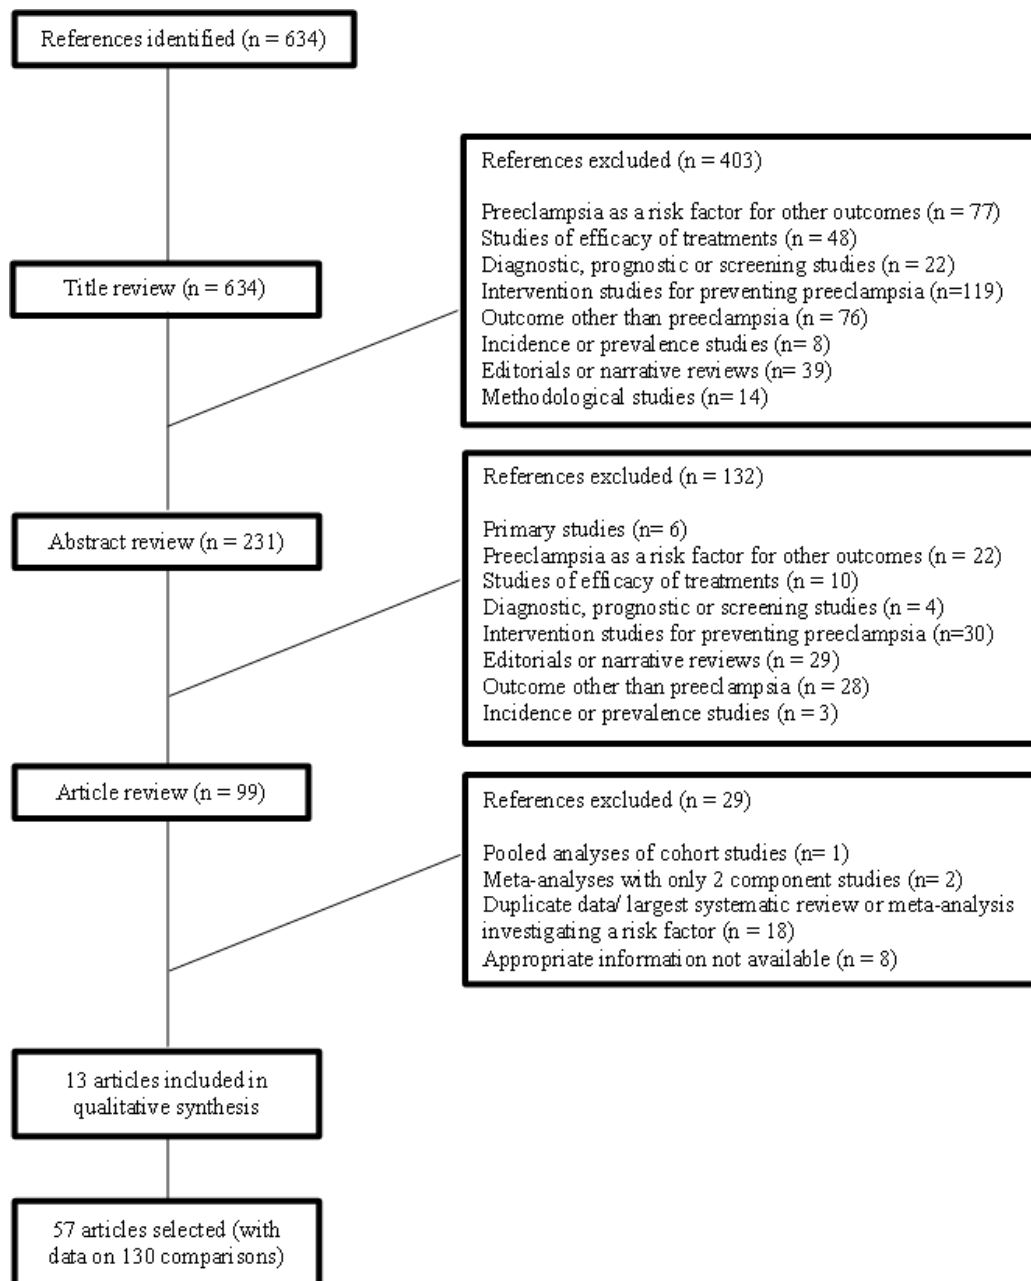 References identified (n = 634)
References excluded (n = 403)
Preeclampsia as a risk factor for other outcomes (n = 77)
Studies of efficacy of treatments (n = 48)
Diagnostic, prognostic or screening studies (n = 22)
Intervention studies for preventing preeclampsia (n=119)
Outcome other than preeclampsia (n = 76)
Incidence or prevalence studies (n= 8)
Editorials or narrative reviews (n= 39)
Methodological studies (n= 14)
Title review (n = 634)
References excluded (n = 132)
Primary studies (n= 6)
Preeclampsia as a risk factor for other outcomes (n = 22)
Studies of efficacy of treatments (n = 10)
Diagnostic, prognostic or screening studies (n = 4)
Intervention studies for preventing preeclampsia (n=30)
Editorials or narrative reviews (n = 29)
Outcome other than preeclampsia (n = 28)
Incidence or prevalence studies (n = 3)
Abstract review (n = 231)
References excluded (n = 29)
Pooled analyses of cohort studies (n= 1)
Meta-analyses with only 2 component studies (n= 2)
Duplicate data/ largest systematic review or meta-analysis
investigating a risk factor (n = 18)
Appropriate information not available (n = 8)
Article review (n = 99)
13 articles included in
qualitative synthesis
57 articles selected (with
data on 130 comparisons)